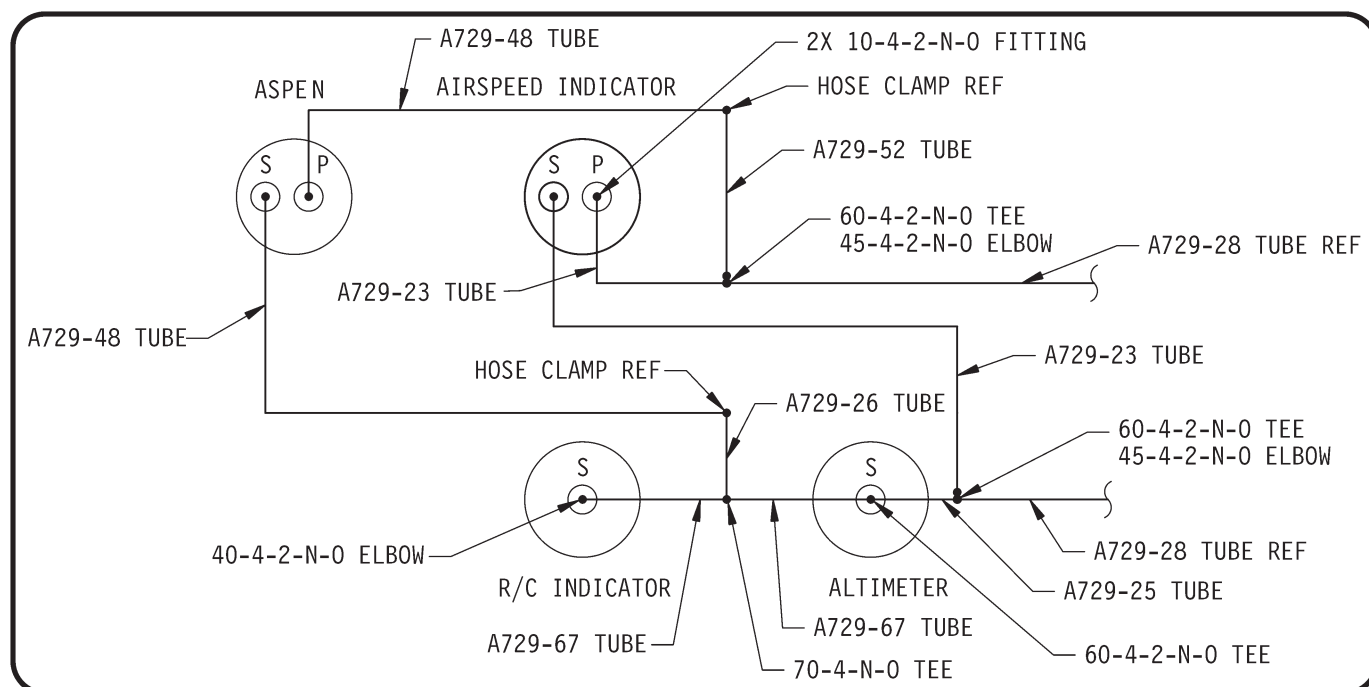 A729-48 TUBE
2X 10-4-2-N-O FITTING
ASPEN
AIRSPEED INDICATOR
HOSE CLAMP REF
S P
S P
A729-52 TUBE
60-4-2-N-O TEE
45-4-2-N-O ELBOW
A729-28 TUBE REF
A729-23 TUBE
A729-48 TUBE
A729-23 TUBE
HOSE CLAMP REF
A729-26 TUBE
60-4-2-N-O TEE
45-4-2-N-O ELBOW
S
S
40-4-2-N-O ELBOW
A729-28 TUBE REF
R/C INDICATOR
ALTIMETER
A729-25 TUBE
A729-67 TUBE
A729-67 TUBE
70-4-N-O TEE
60-4-2-N-O TEE